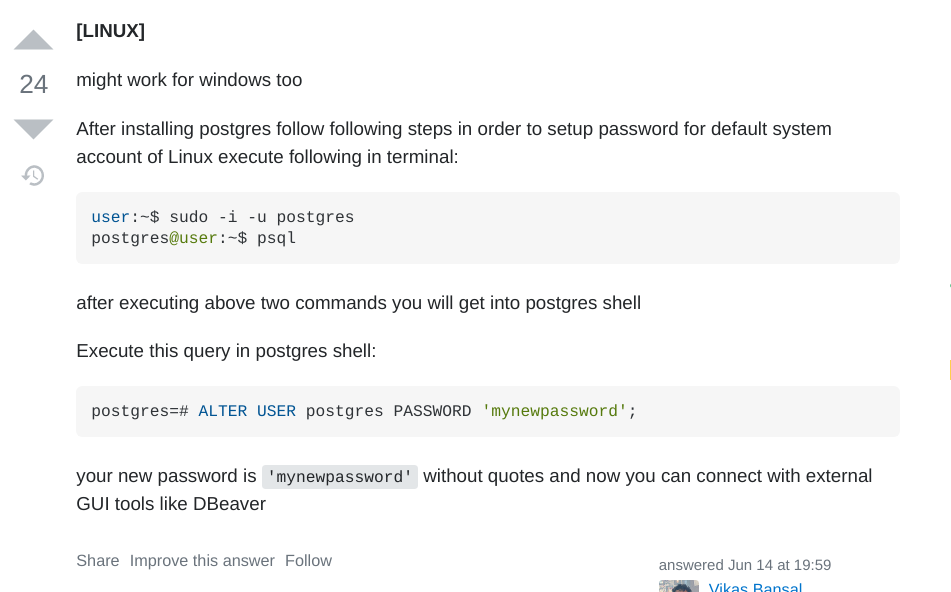 [LINUX]
24
might work for windows too
After installing postgres follow following steps in order to setup password for default system
account of Linux execute following in terminal:
user:~$ sudo -i -u postgres
postgres@user:~$ psql
after executing above two commands you will get into postgres shell
Execute this query in postgres shell:
postgres=# ALTER USER postgres PASSWORD 'mynewpassword';
your new password is 'mynewpassword' without quotes and now you can connect with external
GUI tools like DBeaver
Share Improve this answer Follow
answered Jun 14 at 19:59
Vikas Bansal